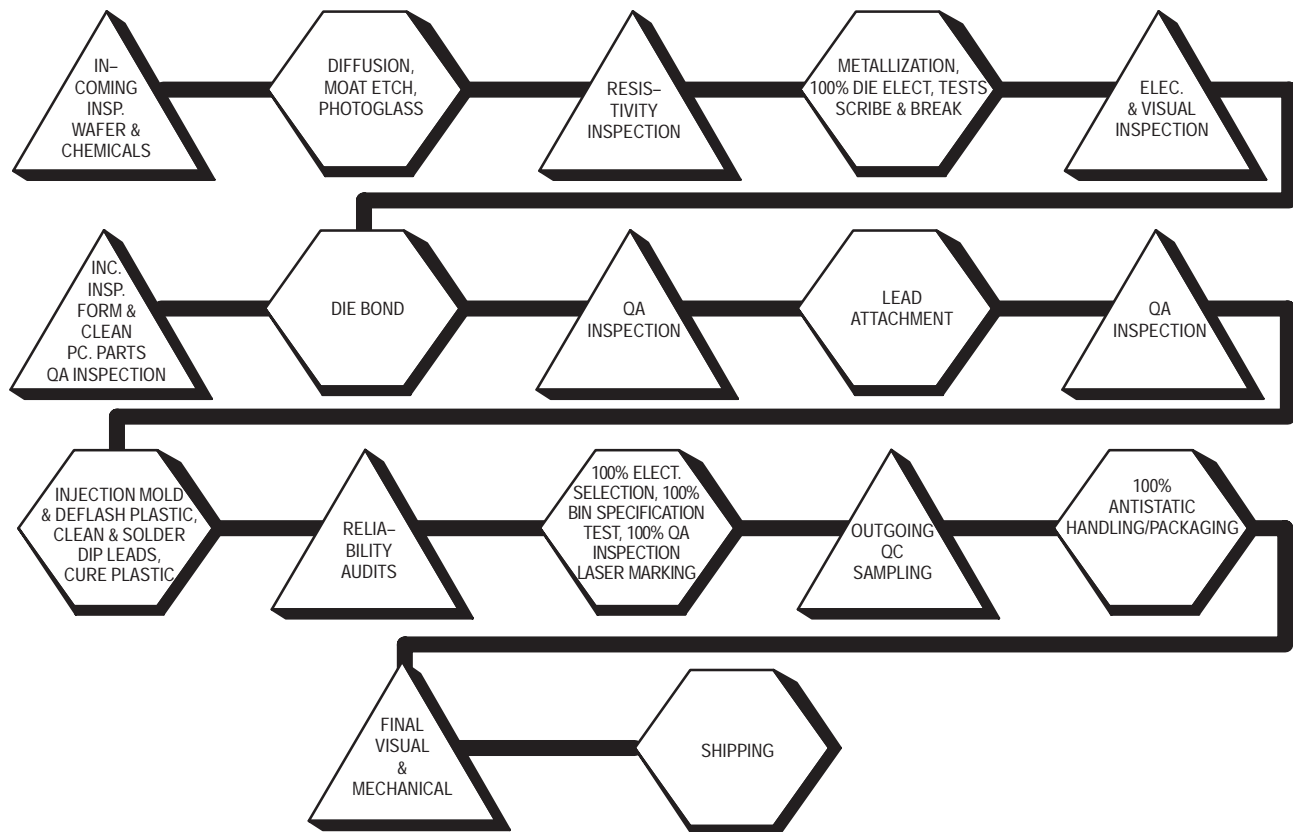 IN–
COMING
INSP.
WAFER &
CHEMICALS
DIFFUSION,
MOAT ETCH,
PHOTOGLASS
RESIS–
TIVITY
INSPECTION
METALLIZATION,
100% DIE ELECT, TESTS
SCRIBE & BREAK
ELEC.
& VISUAL
INSPECTION
INC.
INSP.
FORM &
CLEAN
PC. PARTS
QA INSPECTION
DIE BOND
QA
INSPECTION
LEAD
ATTACHMENT
QA
INSPECTION
INJECTION MOLD
& DEFLASH PLASTIC,
CLEAN & SOLDER
DIP LEADS,
CURE PLASTIC
RELIA–
BILITY
AUDITS
100% ELECT.
SELECTION, 100%
BIN SPECIFICATION
TEST, 100% QA
INSPECTION
LASER MARKING
OUTGOING
QC
SAMPLING
100%
ANTISTATIC
HANDLING/PACKAGING
FINAL
VISUAL
&
MECHANICAL
SHIPPING